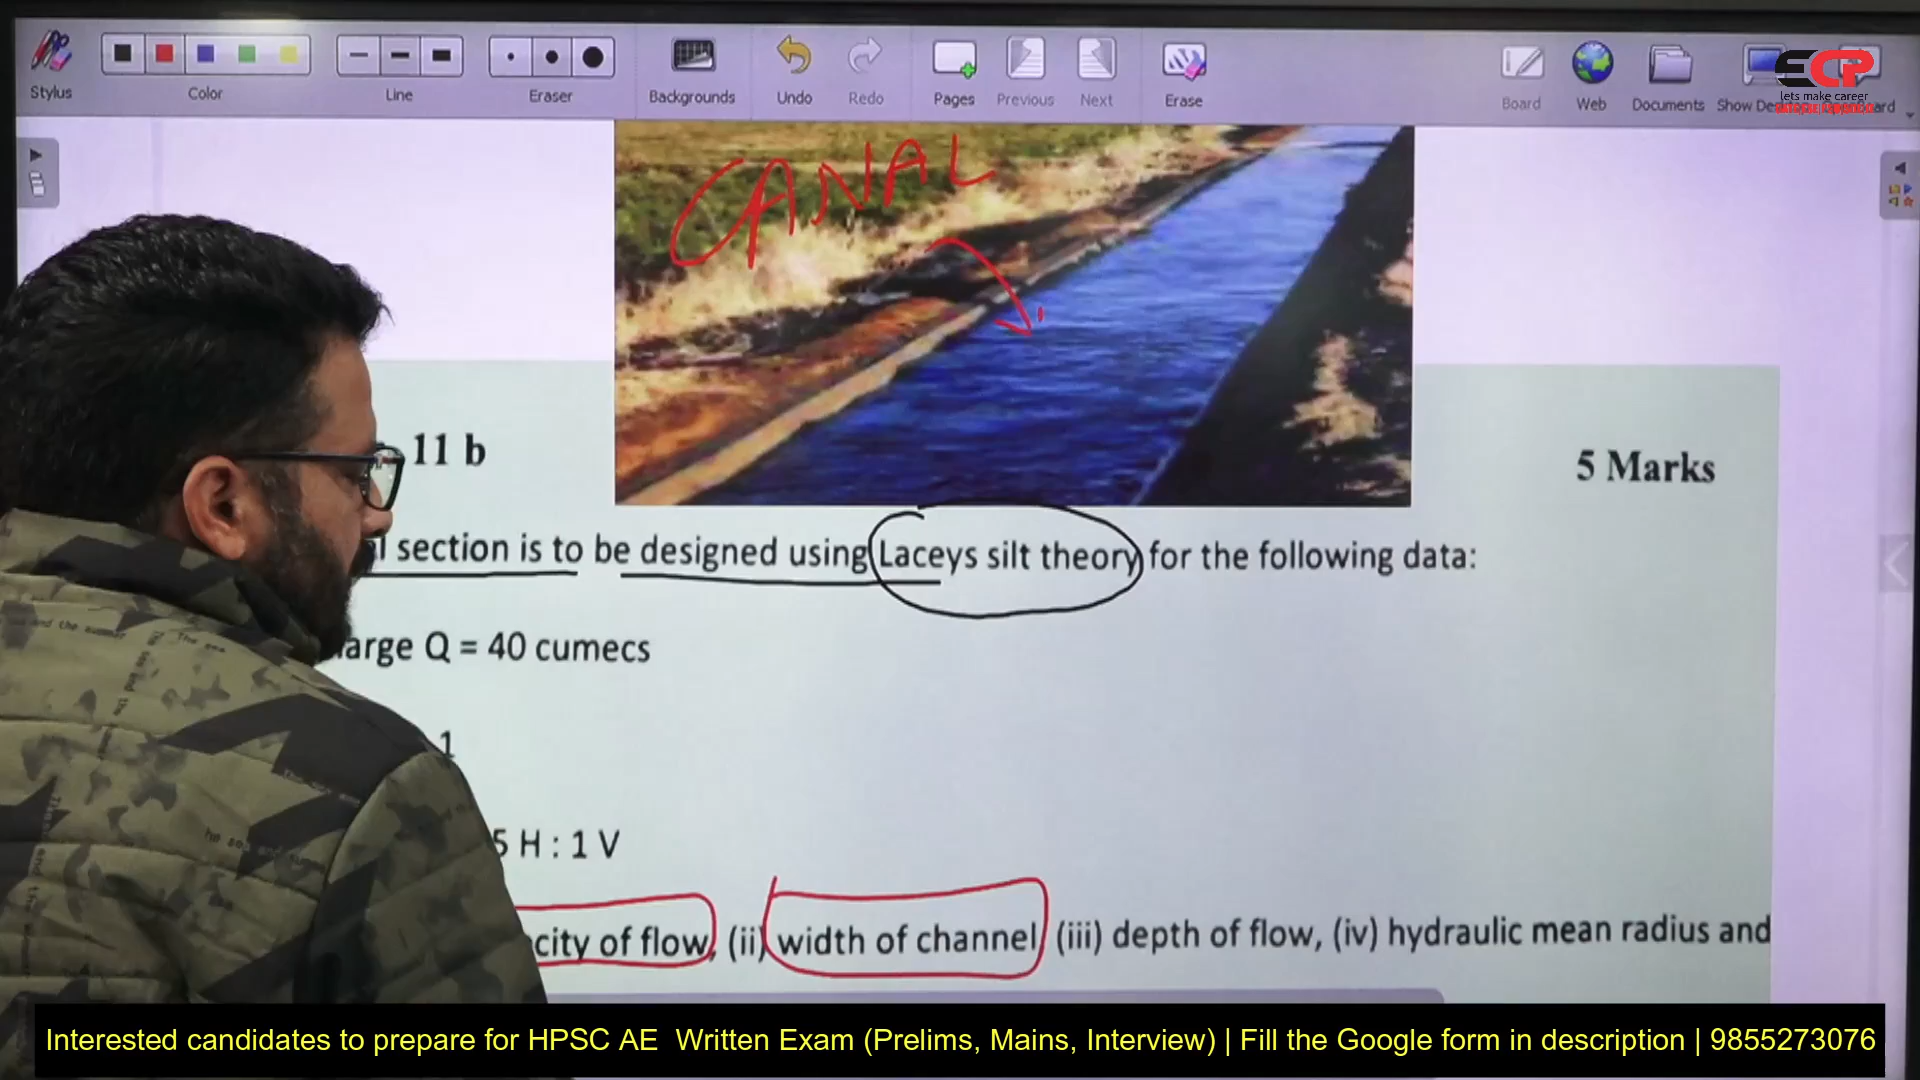 Stylus
Color
Line
Eraser
Backgrounds
Undo
Redo
Pages
Previous
Next
Erase
Board
Web
Documents
Show
ECP
lets make career
CANAL
11 b
5 Marks
section is to be designed using Laceys silt theory for the following data:
arge Q = 40 cumecs
1
5 H : 1 V
city of flow, (ii) width of channel, (iii) depth of flow, (iv) hydraulic mean radius and
Interested candidates to prepare for HPSC AE Written Exam (Prelims, Mains, Interview) | Fill the Google form in description | 9855273076